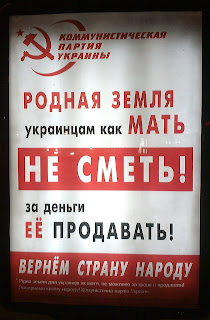 КОММУНИСТИЧЕСКАЯ
ПАРТИЯ
УКРАИНЫ
РОДНАЯ ЗЕМЛЯ
украинцам как МАТЬ
НЕ СМЕТЬ!
за деньги
ЕЁ ПРОДАВАТЬ!
ВЕРНЁМ СТРАНУ НАРОДУ